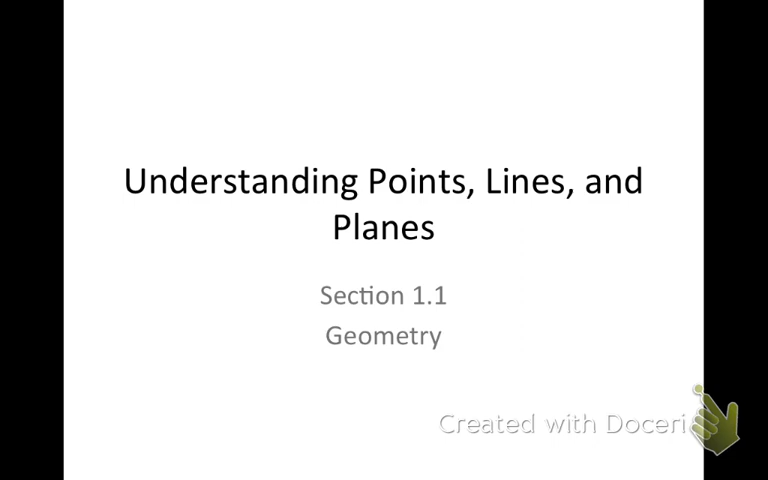 Understanding Points, Lines, and
Planes
Section 1.1
Geometry
Created with Doceri